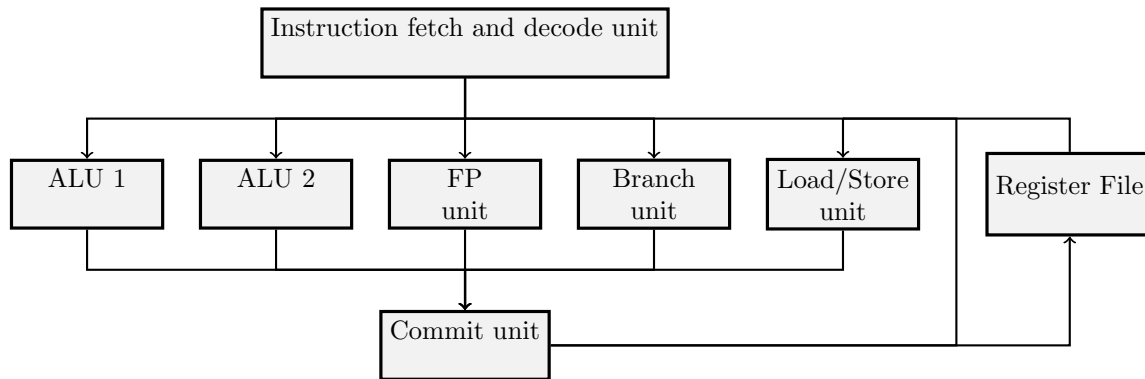 Instruction fetch and decode unit
ALU 1
ALU 2
FP
unit
Branch
unit
Load/Store
unit
Register File
Commit unit